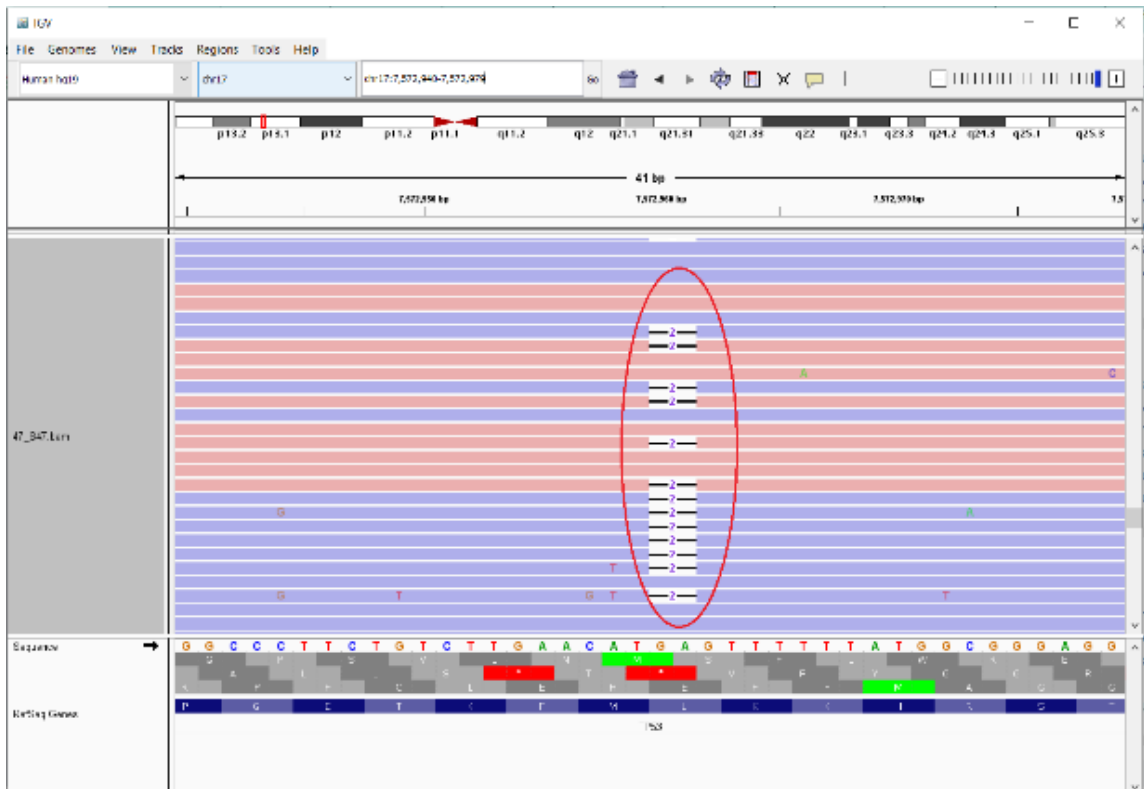 IGV
File Genomes View Tracks Regions Tools Help
Human hg19 chr17 chr17:7,572,940-7,572,979 Go
p13.2 p13.1 p12 p11.2 p11.1 q11.2 q12 q21.1 q21.31 q21.33 q22 q23.1 q23.3 q24.2 q24.3 q25.1 q25.3
41 bp
7,572,950 bp 7,572,960 bp 7,572,970 bp
2
2
A C
2
2
2
2
2
G 2 A
2
2
2
T 2
G T G T 2 T
47_847.bam
Sequence G G C C C T T C T G T C T T G A A C A T G A G T T T T T T A T G G C G G G A G G
RefSeq Genes